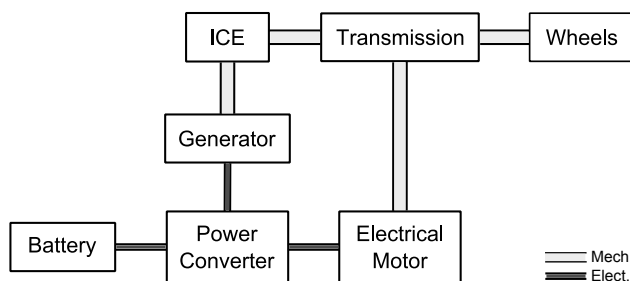 ICE
Transmission
Wheels
Generator
Battery
Power
Converter
Electrical
Motor
Mech.
Elect.